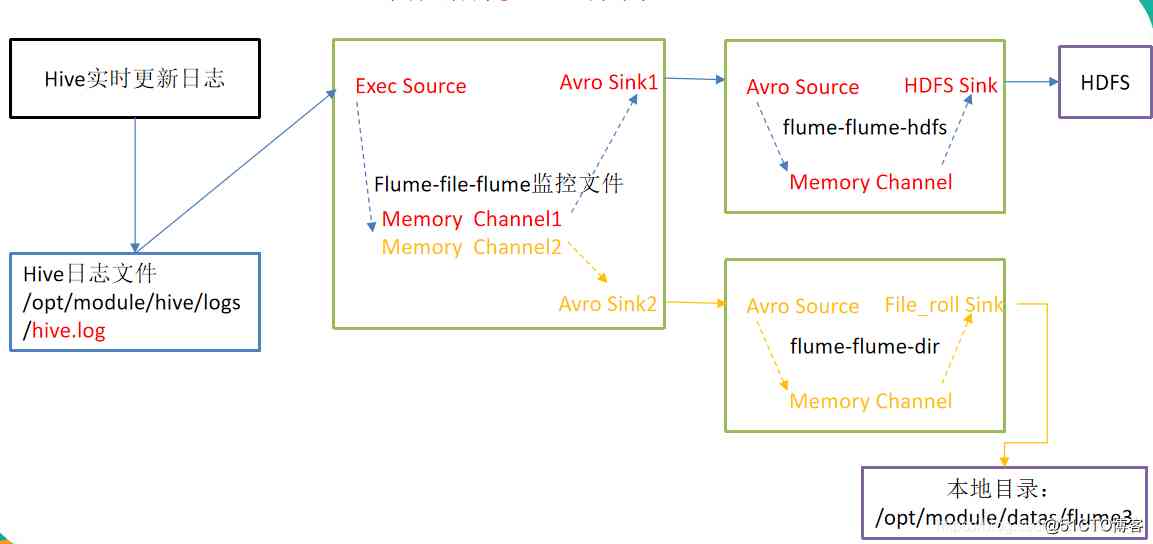 Hive实时更新日志
Hive日志文件
/opt/module/hive/logs
/hive.log
Exec Source
Avro Sink1
Flume-file-flume监控文件
Memory Channel1
Memory Channel2
Avro Sink2
Avro Source
HDFS Sink
flume-flume-hdfs
Memory Channel
HDFS
Avro Source
File_roll Sink
flume-flume-dir
Memory Channel
本地目录：
/opt/module/datas/flume3
@51CTO博客